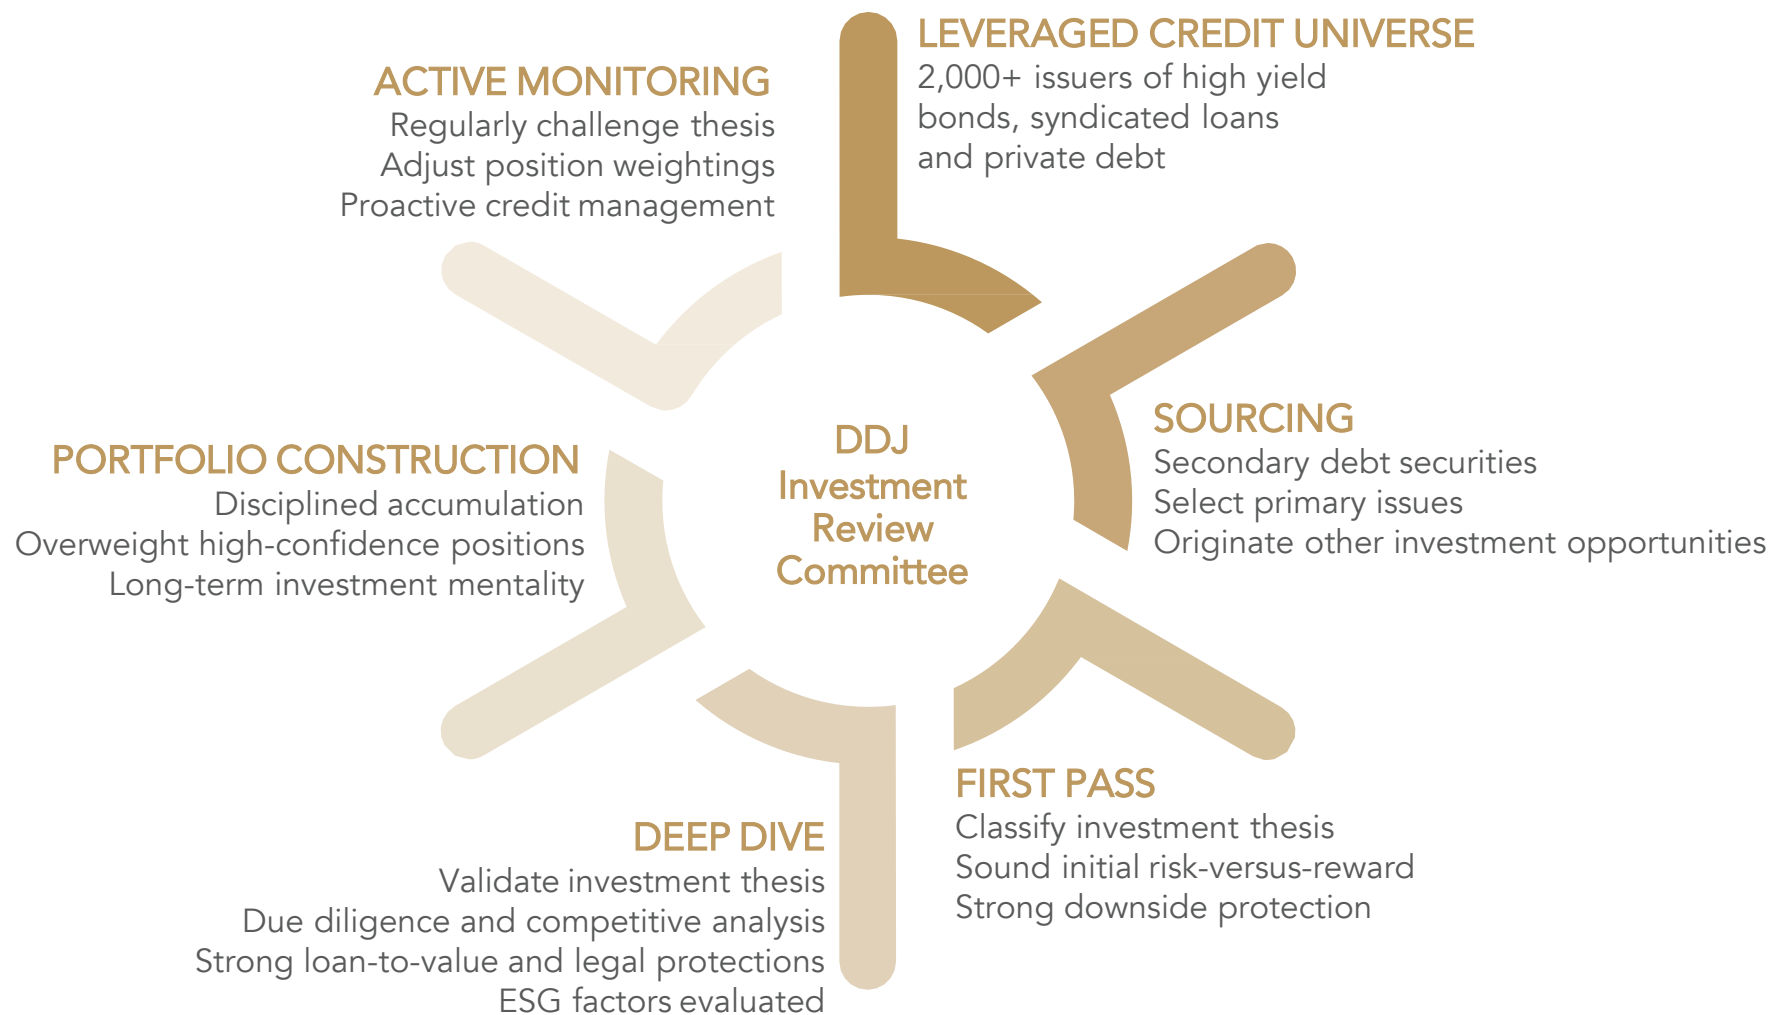 LEVERAGED CREDIT UNIVERSE
2,000+ issuers of high yield
bonds, syndicated loans
and private debt
SOURCING
Secondary debt securities
Select primary issues
Originate other investment opportunities
FIRST PASS
Classify investment thesis
Sound initial risk-versus-reward
Strong downside protection
DEEP DIVE
Validate investment thesis
Due diligence and competitive analysis
Strong loan-to-value and legal protections
ESG factors evaluated
PORTFOLIO CONSTRUCTION
Disciplined accumulation
Overweight high-confidence positions
Long-term investment mentality
ACTIVE MONITORING
Regularly challenge thesis
Adjust position weightings
Proactive credit management
DDJ
Investment
Review
Committee